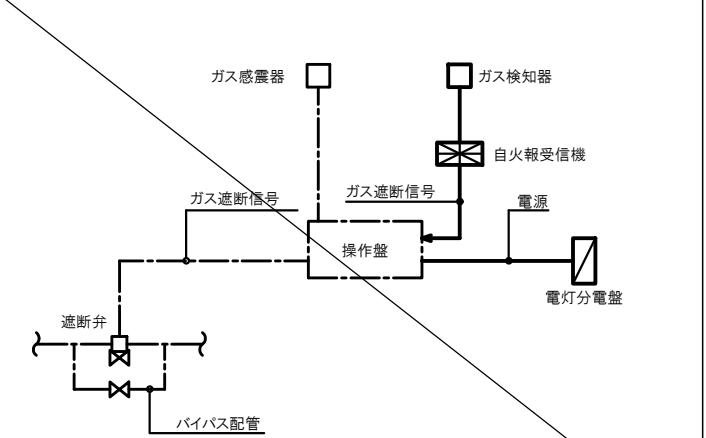 ガス感震器
ガス検知器
自火報受信機
ガス遮断信号
ガス遮断信号
電源
操作盤
電灯分電盤
遮断弁
バイパス配管